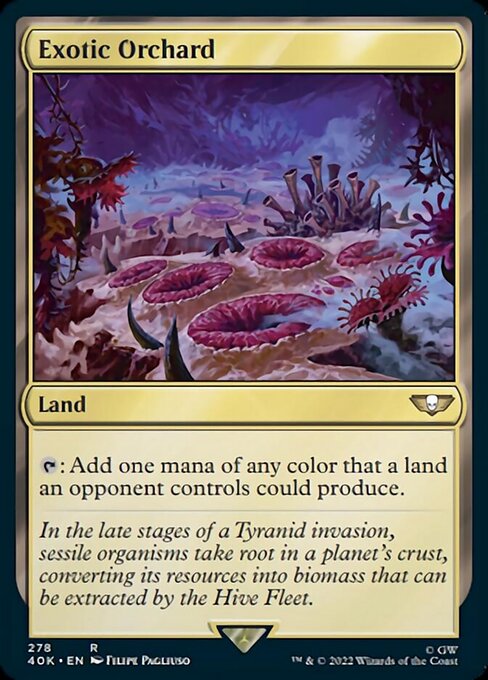 Exotic Orchard
Land
: Add one mana of any color that a land
an opponent controls could produce.
In the late stages of a Tyranid invasion,
sessile organisms take root in a planet's crust,
converting its resources into biomass that can
be extracted by the Hive Fleet.
278 R
40K • EN Filipe Pagliuso
© GW
™ & © 2022 Wizards of the Coast